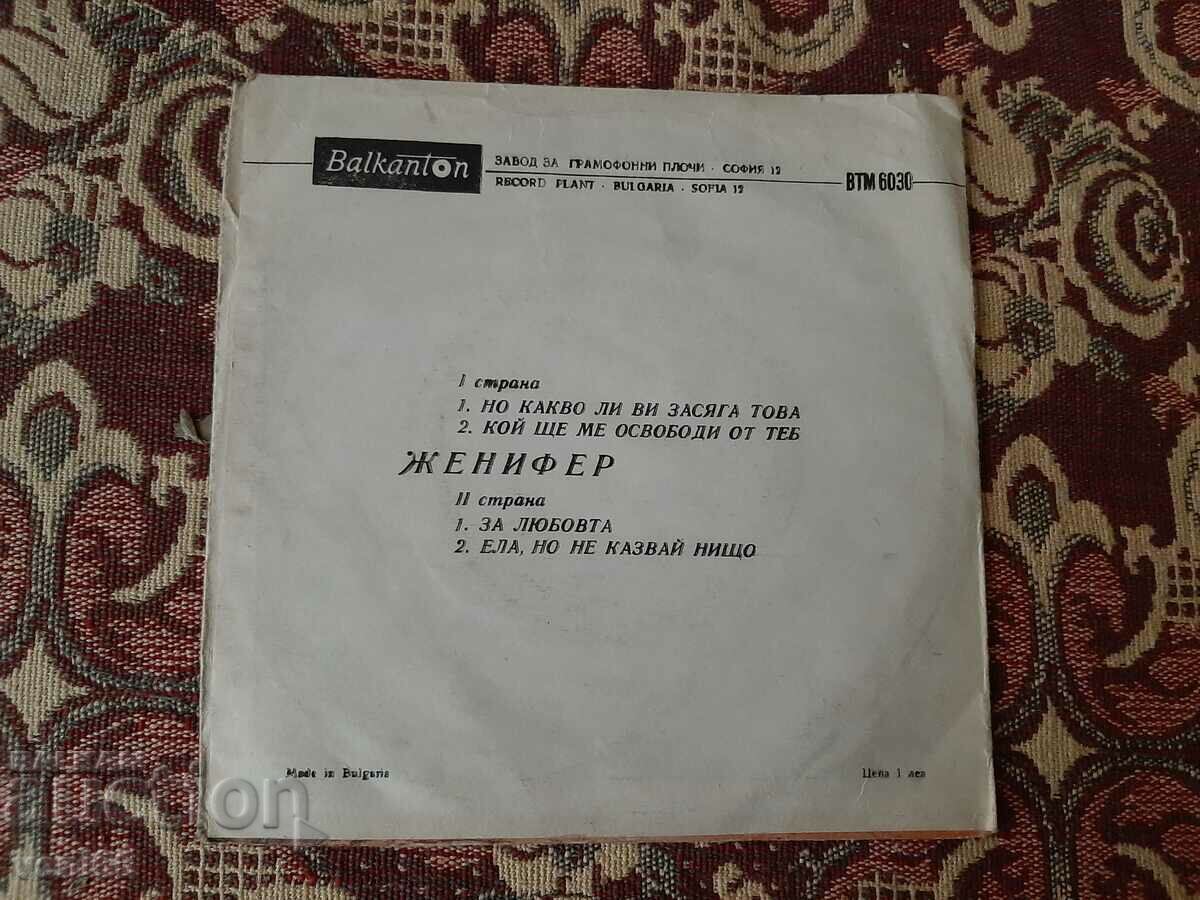 Balkanton
ЗАВОД ЗА ГРАМОФОННИ ПЛОЧИ · СОФИЯ 12
RECORD PLANT · BULGARIA · SOFIA 12
ВТМ 6030
I страна
1. НО КАКВО ЛИ ВИ ЗАСЯГА ТОВА
2. КОЙ ЩЕ МЕ ОСВОБОДИ ОТ ТЕБ
ЖЕНИФЕР
II страна
1. ЗА ЛЮБОВТА
2. ЕЛА, НО НЕ КАЗВАЙ НИЩО
Made in Bulgaria
Цена 1 лев